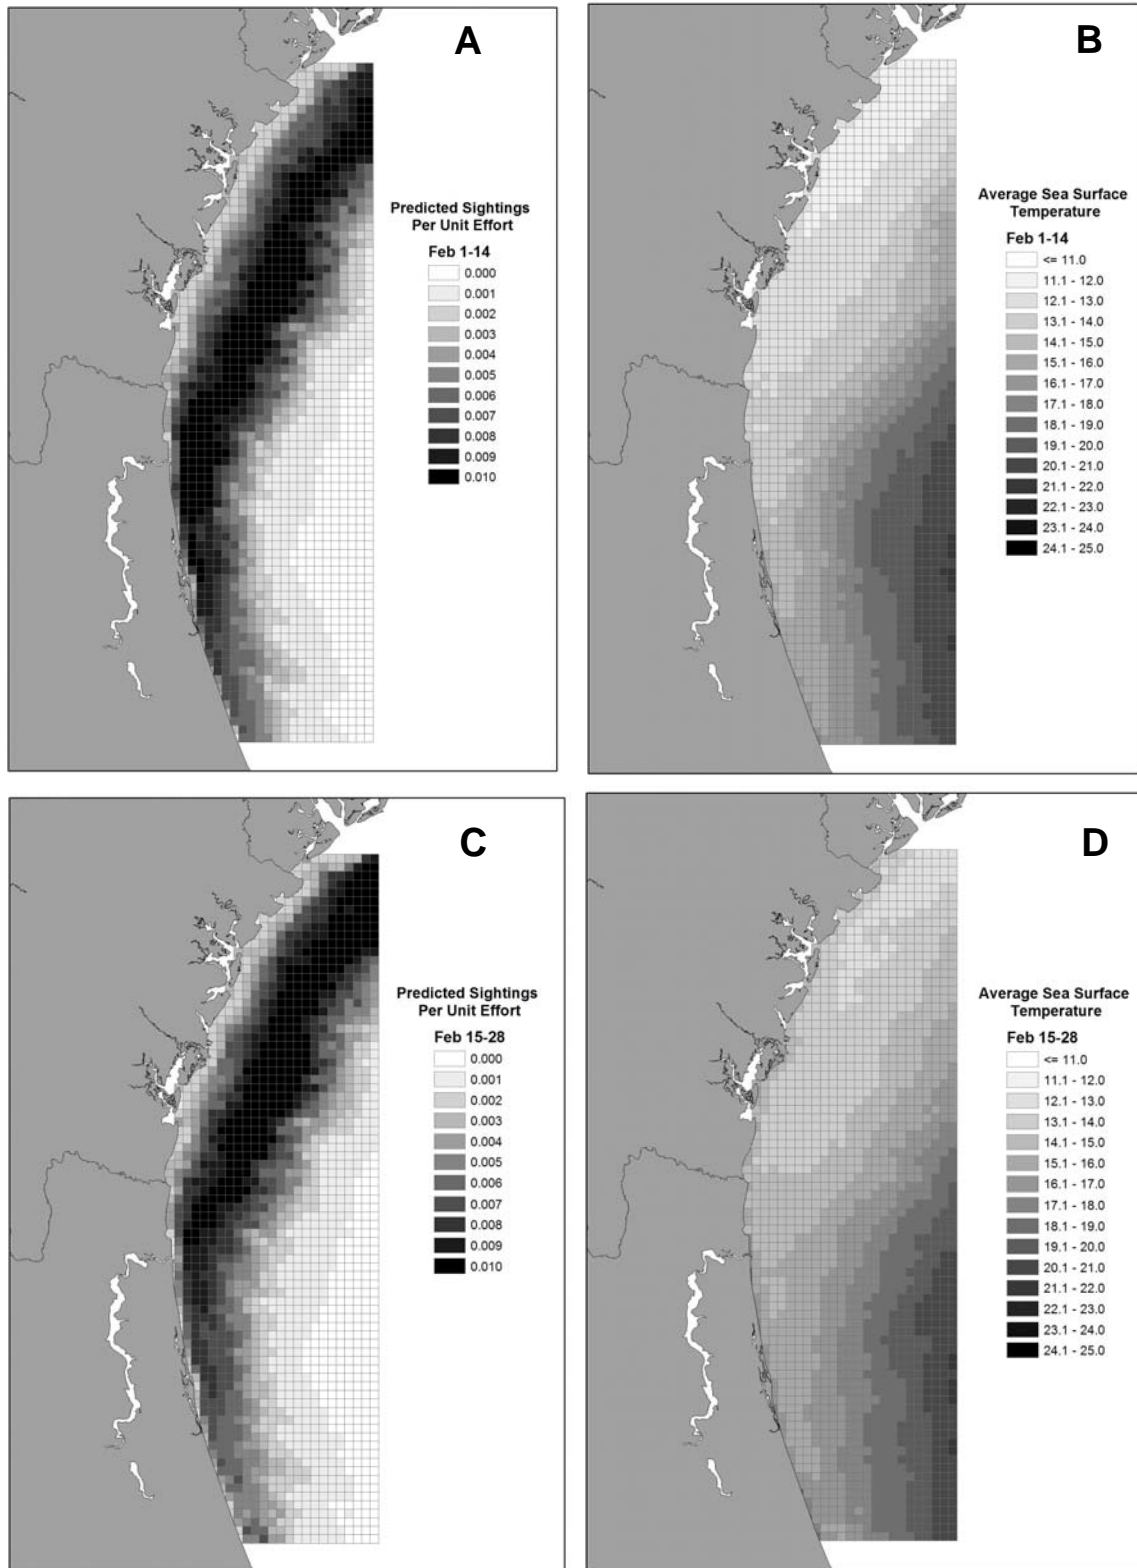 A
Predicted Sightings
Per Unit Effort
Feb 1-14
0.000
0.001
0.002
0.003
0.004
0.005
0.006
0.007
0.008
0.009
0.010
B
Average Sea Surface
Temperature
Feb 1-14
<= 11.0
11.1 - 12.0
12.1 - 13.0
13.1 - 14.0
14.1 - 15.0
15.1 - 16.0
16.1 - 17.0
17.1 - 18.0
18.1 - 19.0
19.1 - 20.0
20.1 - 21.0
21.1 - 22.0
22.1 - 23.0
23.1 - 24.0
24.1 - 25.0
C
Predicted Sightings
Per Unit Effort
Feb 15-28
0.000
0.001
0.002
0.003
0.004
0.005
0.006
0.007
0.008
0.009
0.010
D
Average Sea Surface
Temperature
Feb 15-28
<= 11.0
11.1 - 12.0
12.1 - 13.0
13.1 - 14.0
14.1 - 15.0
15.1 - 16.0
16.1 - 17.0
17.1 - 18.0
18.1 - 19.0
19.1 - 20.0
20.1 - 21.0
21.1 - 22.0
22.1 - 23.0
23.1 - 24.0
24.1 - 25.0